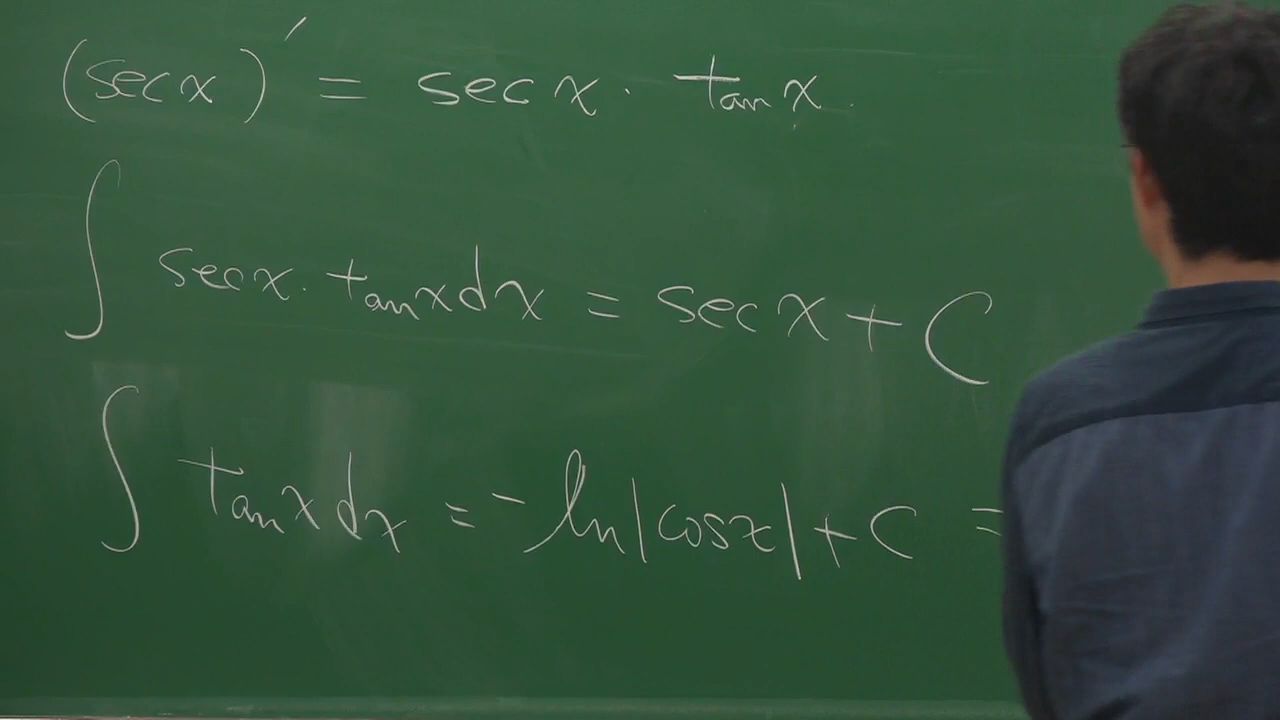 (sec x)′ = sec x · tan x.
∫ sec x · tan x dx = sec x + C
∫ tan x dx = - ln |cos x| + C =